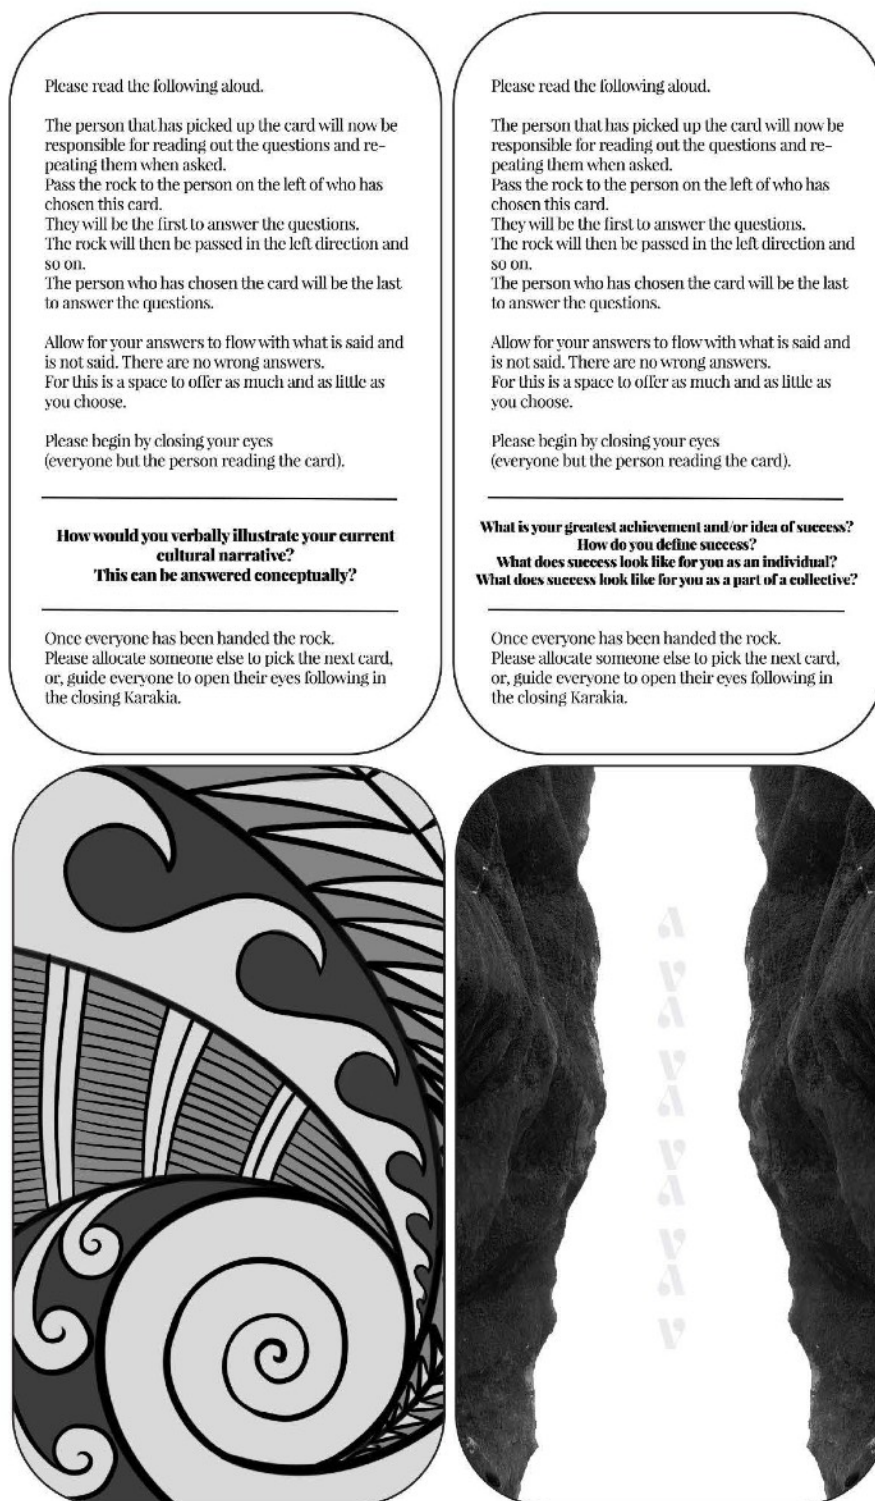 Please read the following aloud.
The person that has picked up the card will now be
responsible for reading out the questions and re-
peating them when asked.
Pass the rock to the person on the left of who has
chosen this card.
They will be the first to answer the questions.
The rock will then be passed in the left direction and
so on.
The person who has chosen the card will be the last
to answer the questions.
Allow for your answers to flow with what is said and
is not said. There are no wrong answers.
For this is a space to offer as much and as little as
you choose.
Please begin by closing your eyes
(everyone but the person reading the card).
How would you verbally illustrate your current
cultural narrative?
This can be answered conceptually?
Once everyone has been handed the rock.
Please allocate someone else to pick the next card,
or, guide everyone to open their eyes following in
the closing Karakia.
Please read the following aloud.
The person that has picked up the card will now be
responsible for reading out the questions and re-
peating them when asked.
Pass the rock to the person on the left of who has
chosen this card.
They will be the first to answer the questions.
The rock will then be passed in the left direction and
so on.
The person who has chosen the card will be the last
to answer the questions.
Allow for your answers to flow with what is said and
is not said. There are no wrong answers.
For this is a space to offer as much and as little as
you choose.
Please begin by closing your eyes
(everyone but the person reading the card).
What is your greatest achievement and/or idea of success?
How do you define success?
What does success look like for you as an individual?
What does success look like for you as a part of a collective?
Once everyone has been handed the rock.
Please allocate someone else to pick the next card,
or, guide everyone to open their eyes following in
the closing Karakia.
A
V
A
V
A
V
A
V
A
V